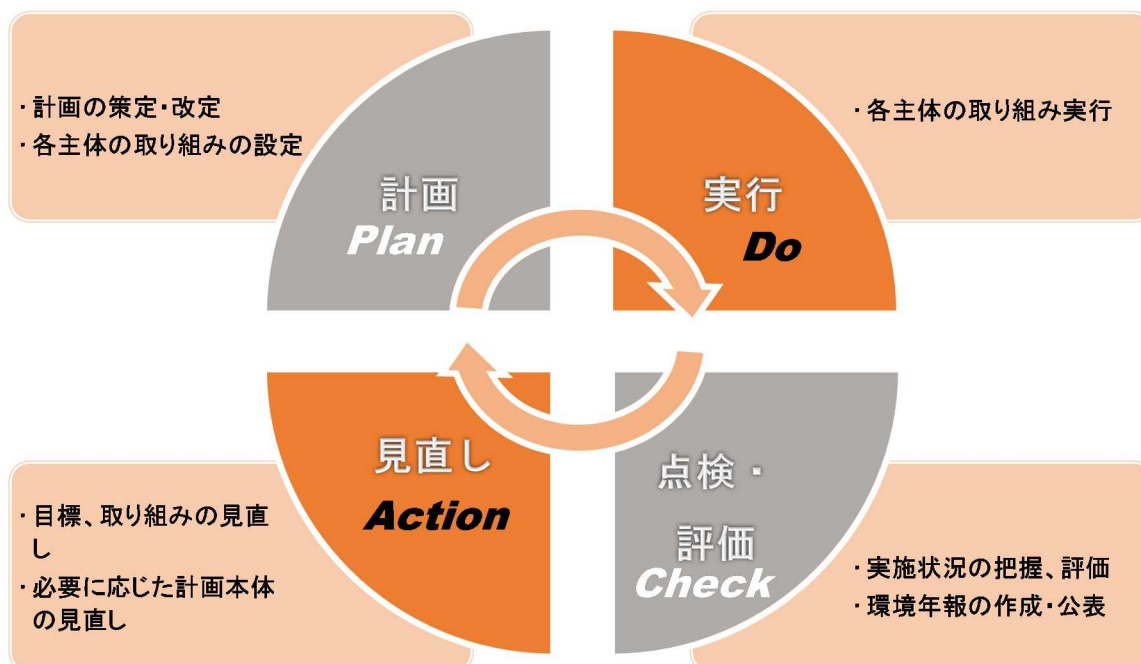 ・計画の策定・改定
・各主体の取り組みの設定
計画
Plan
実行
Do
・各主体の取り組み実行
・目標、取り組みの見直
し
・必要に応じた計画本体
の見直し
見直し
Action
点検・
評価
Check
・実施状況の把握、評価
・環境年報の作成・公表